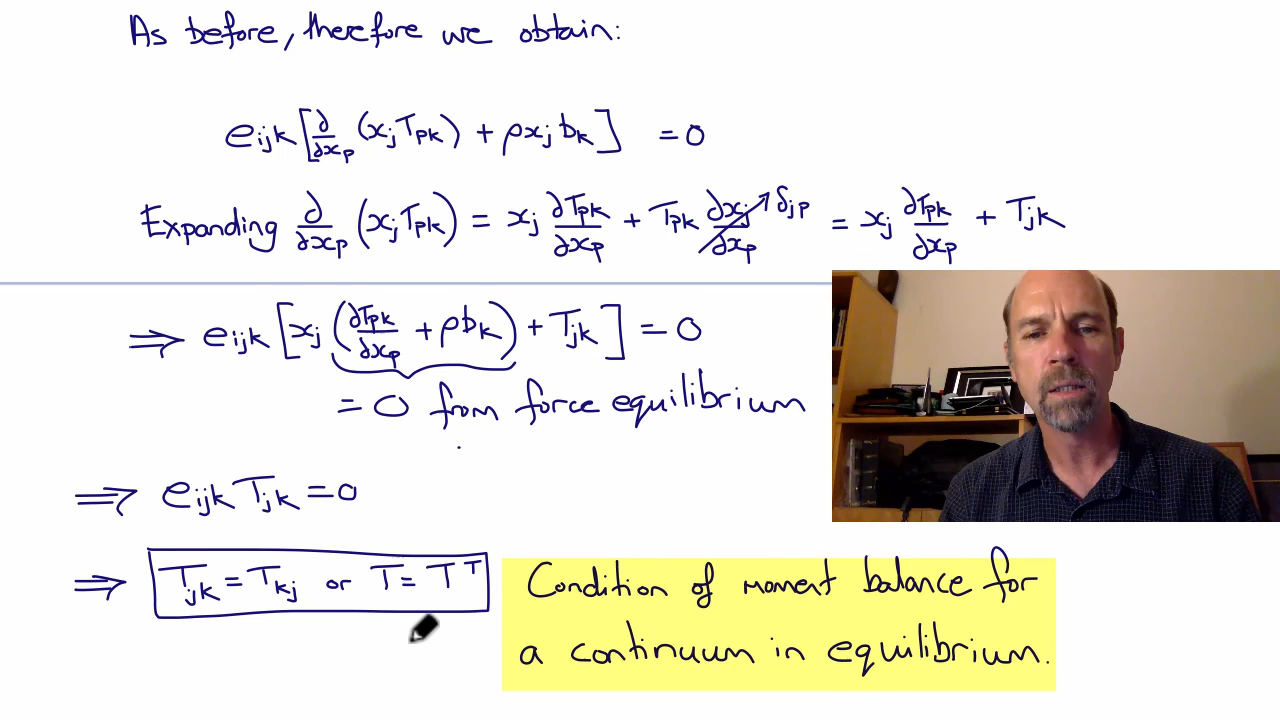 As before, therefore we obtain:
e_ijk [∂/∂x_p (x_j T_pk) + ρx_j b_k] = 0
Expanding ∂/∂x_p (x_j T_pk) = x_j ∂T_pk/∂x_p + T_pk ∂x_j/∂x_p δ_jp = x_j ∂T_pk/∂x_p + T_jk
⇒ e_ijk [x_j (∂T_pk/∂x_p + ρb_k) + T_jk] = 0
= 0 from force equilibrium
⇒ e_ijk T_jk = 0
⇒ T_jk = T_kj or T = T^T
Condition of moment balance for
a continuum in equilibrium.